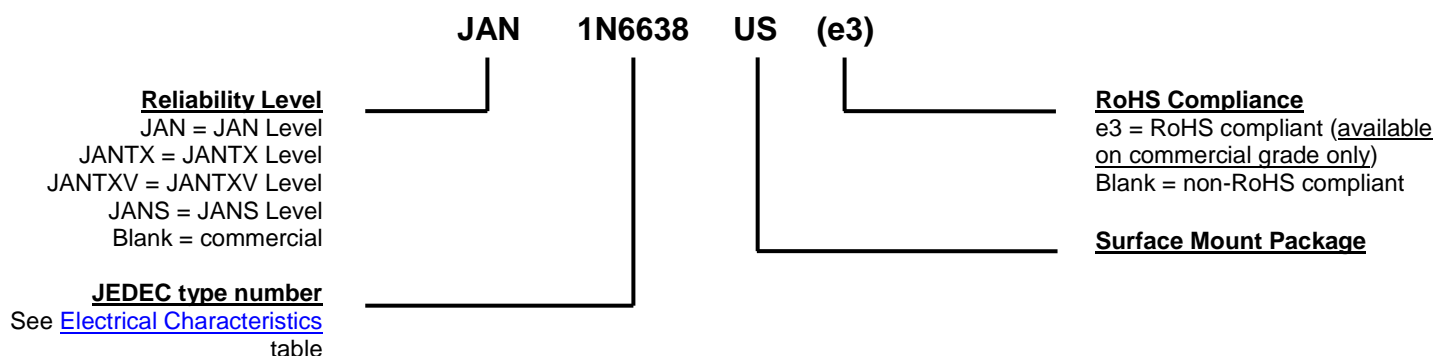 JAN 1N6638 US (e3)
Reliability Level
JAN = JAN Level
JANTX = JANTX Level
JANTXV = JANTXV Level
JANS = JANS Level
Blank = commercial
JEDEC type number
See Electrical Characteristics
table
RoHS Compliance
e3 = RoHS compliant (available
on commercial grade only)
Blank = non-RoHS compliant
Surface Mount Package